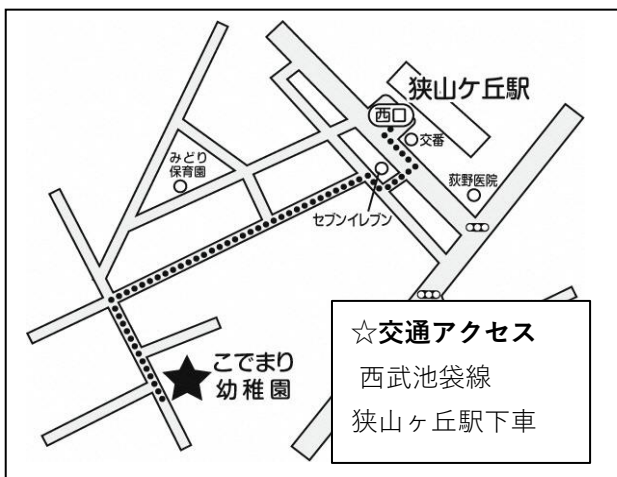 狭山ケ丘駅
西口
交番
みどり
保育園
荻野医院
セブンイレブン
こでまり
幼稚園
☆交通アクセス
西武池袋線
狭山ヶ丘駅下車